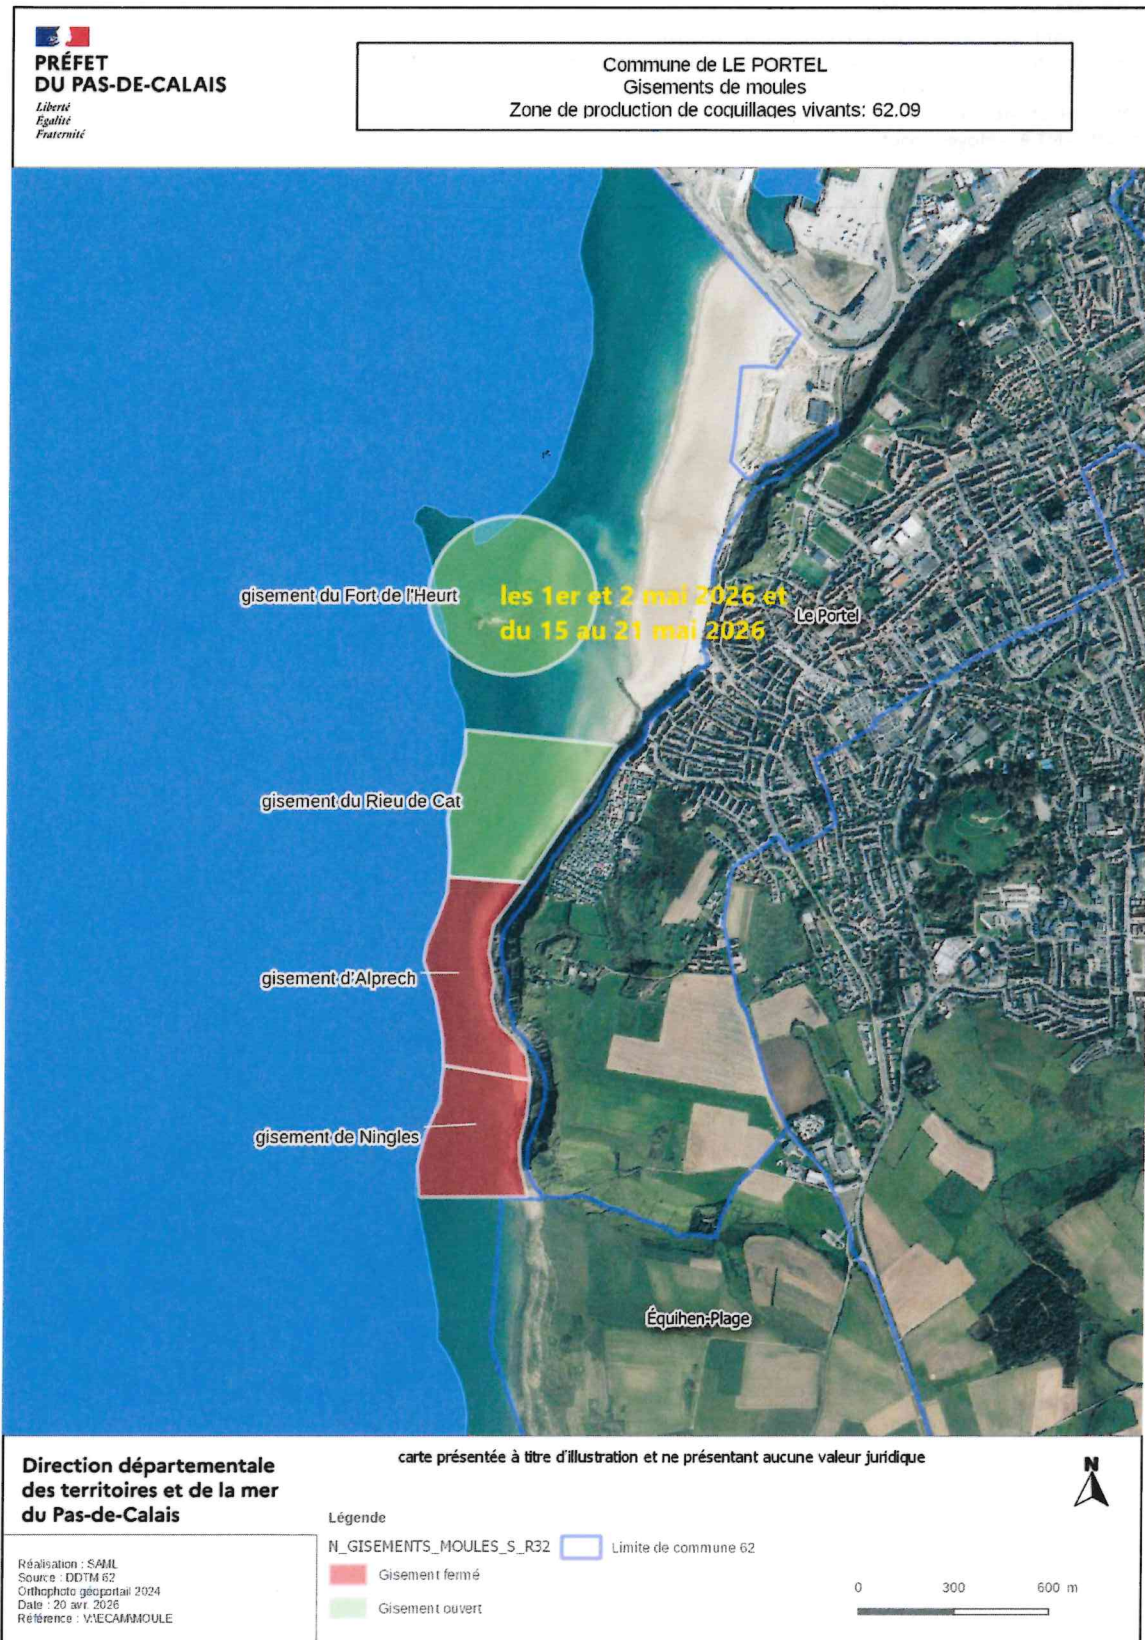 PRÉFET
DU PAS-DE-CALAIS
Liberté
Égalité
Fraternité
Commune de LE PORTEL
Gisements de moules
Zone de production de coquillages vivants: 62.09
gisement du Fort de l'Heurt
les 1er et 2 mai 2026 et
du 15 au 21 mai 2026
Le Portel
gisement du Rieu de Cat
gisement d'Alprech
gisement de Ningles
Équihen-Plage
carte présentée à titre d'illustration et ne présentant aucune valeur juridique
N
Direction départementale
des territoires et de la mer
du Pas-de-Calais
Réalisation : SAML
Source : DDTM 62
Orthophoto géoportail 2024
Date : 20 avr. 2026
Référence : V:\ECAM\MOULE
Légende
N_GISEMENTS_MOULES_S_R32
Limite de commune 62
Gisement fermé
Gisement ouvert
0 300 600 m